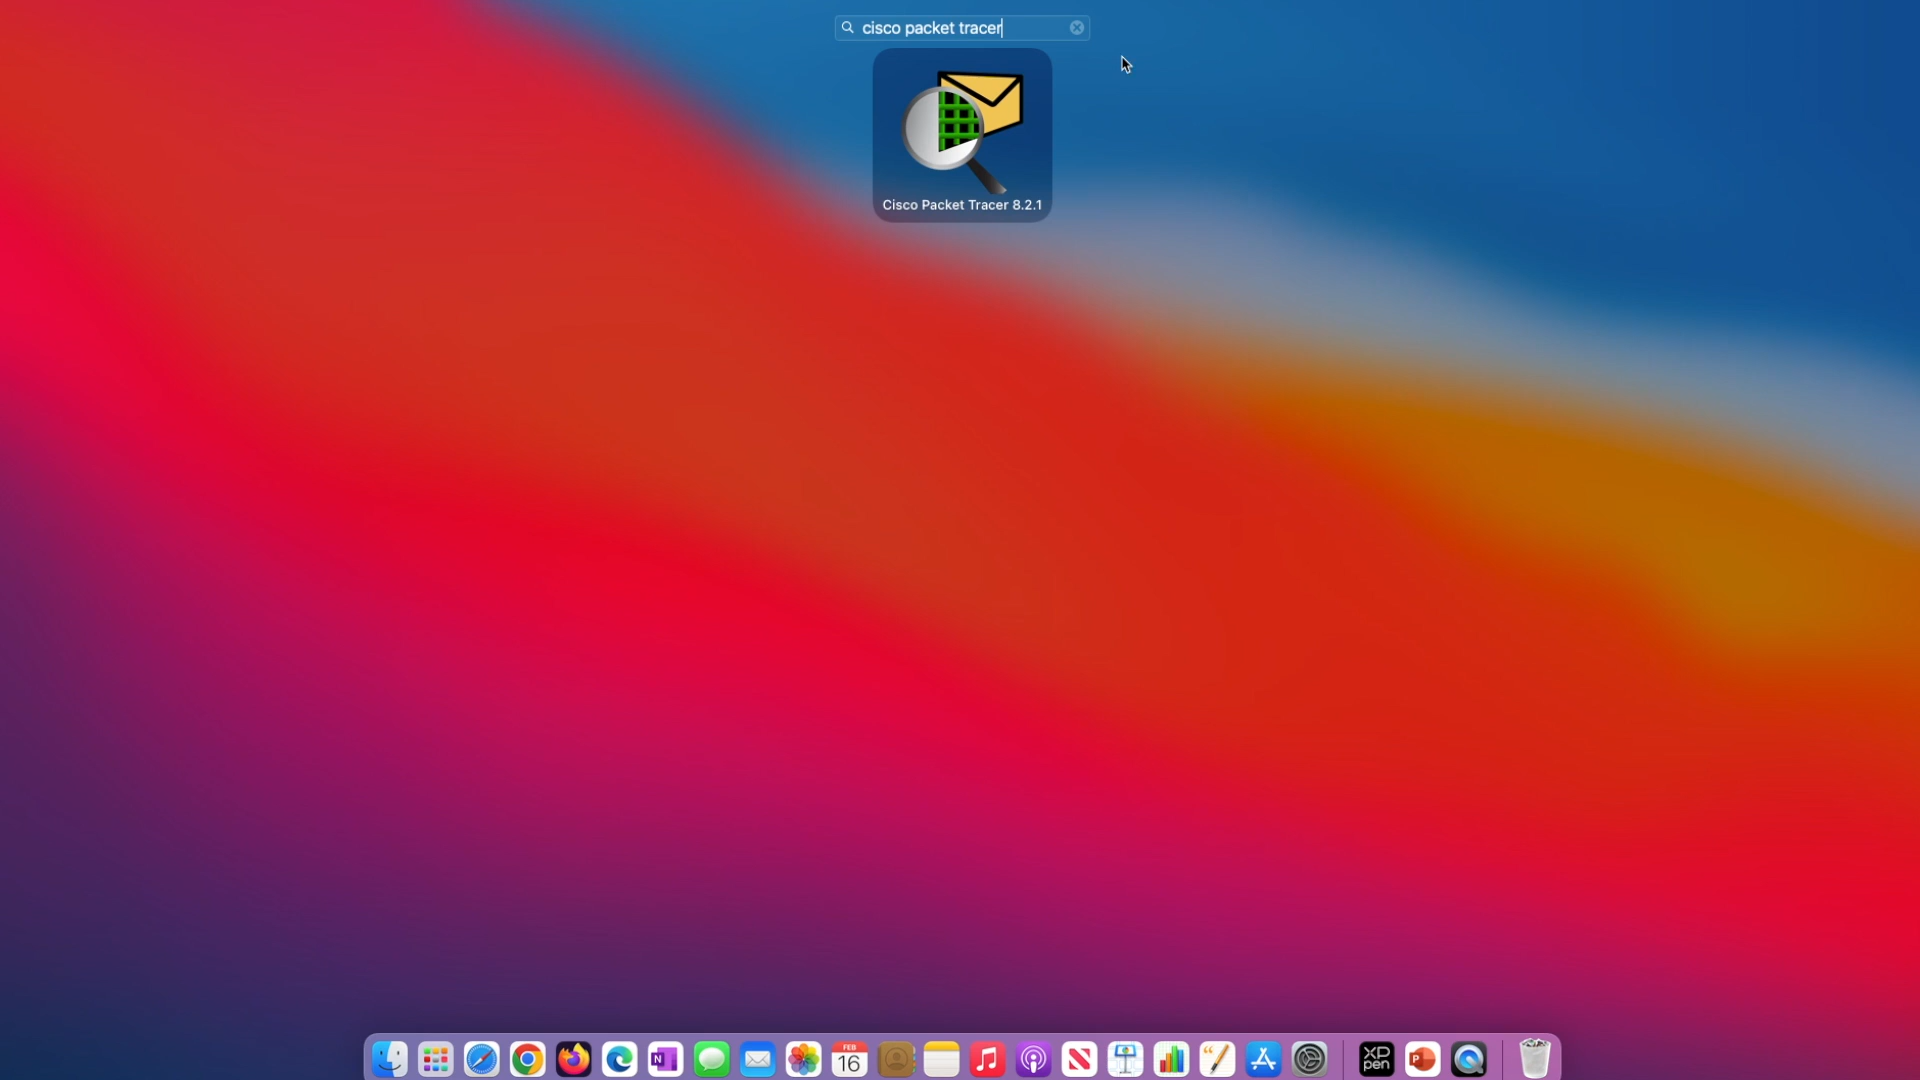 cisco packet tracer
Cisco Packet Tracer 8.2.1
N
FEB
16
XP
pen
P